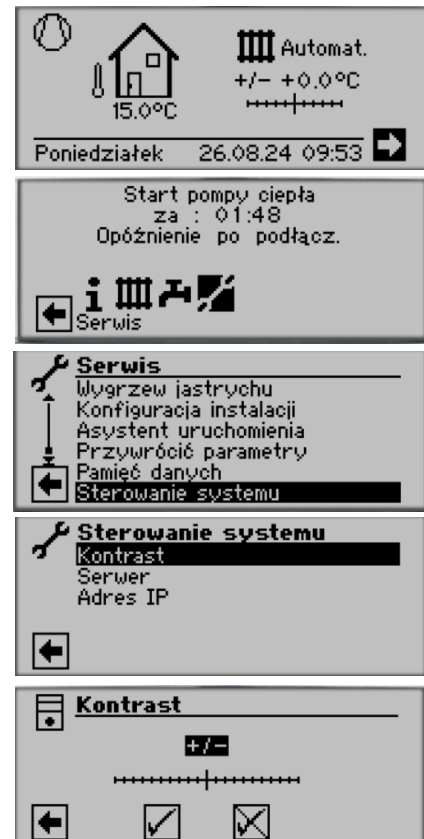 Automat.
+/- +0.0°C
15.0°C
Poniedziałek 26.08.24 09:53
Start pompy ciepła
za : 01:48
Opóźnienie po podłącz.
Serwis
Serwis
Wygrzew jastrychu
Konfiguracja instalacji
Asystent uruchomienia
Przywrócić parametry
Pamięć danych
Sterowanie systemu
Sterowanie systemu
Kontrast
Serwer
Adres IP
Kontrast
+/-